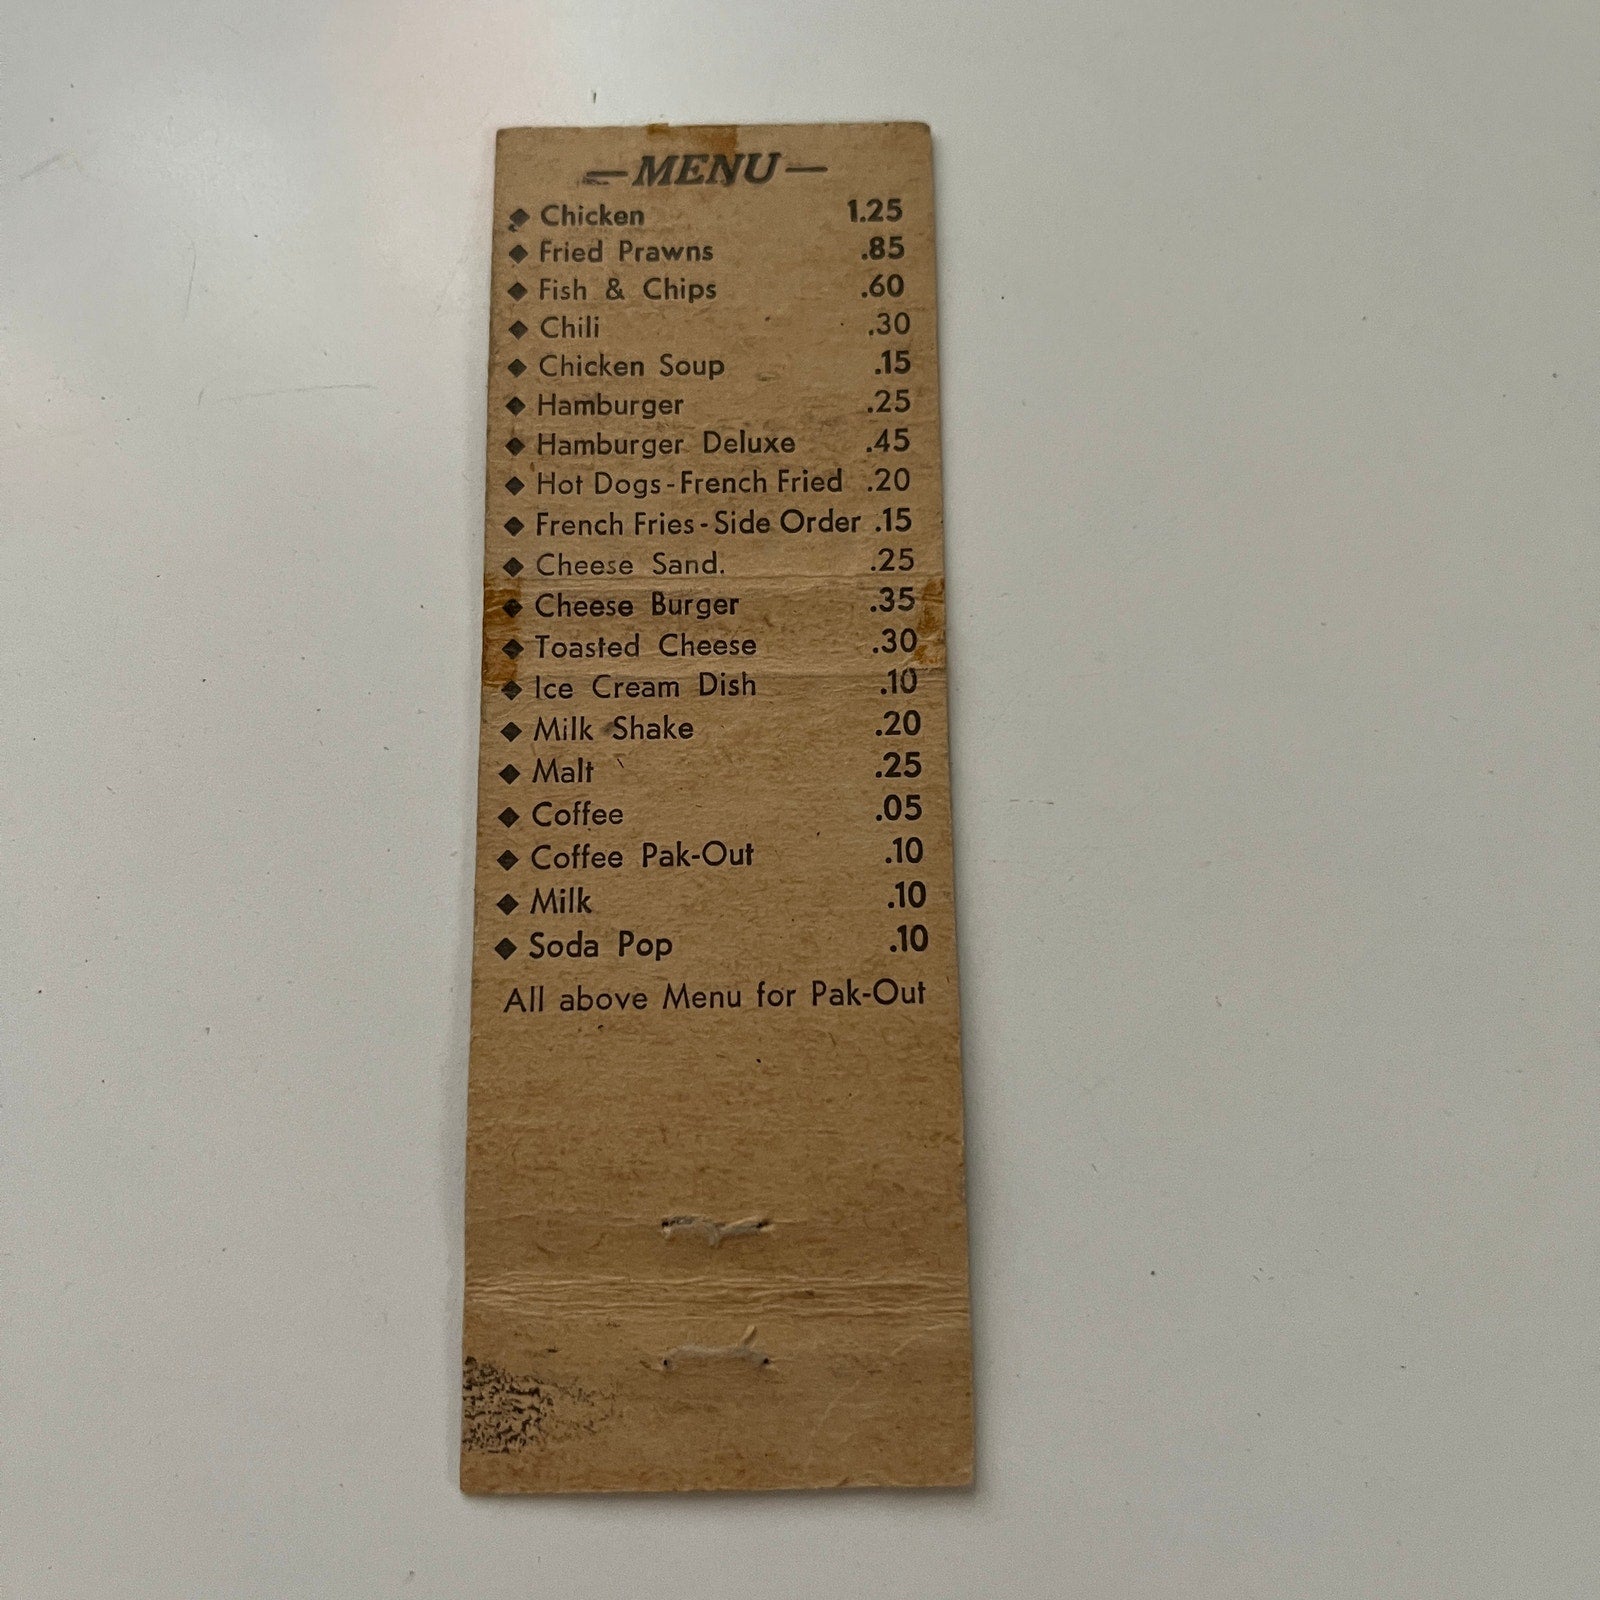 —MENU—
◆ Chicken 1.25
◆ Fried Prawns .85
◆ Fish & Chips .60
◆ Chili .30
◆ Chicken Soup .15
◆ Hamburger .25
◆ Hamburger Deluxe .45
◆ Hot Dogs-French Fried .20
◆ French Fries-Side Order .15
◆ Cheese Sand. .25
◆ Cheese Burger .35
◆ Toasted Cheese .30
◆ Ice Cream Dish .10
◆ Milk Shake .20
◆ Malt .25
◆ Coffee .05
◆ Coffee Pak-Out .10
◆ Milk .10
◆ Soda Pop .10
All above Menu for Pak-Out